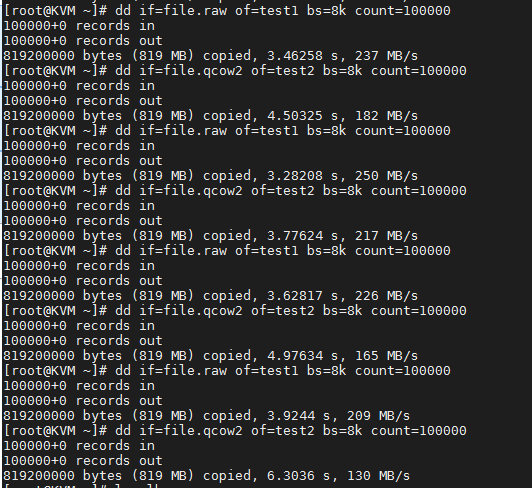 [root@KVM ~]# dd if=file.raw of=test1 bs=8k count=100000
100000+0 records in
100000+0 records out
819200000 bytes (819 MB) copied, 3.46258 s, 237 MB/s
[root@KVM ~]# dd if=file.qcow2 of=test2 bs=8k count=100000
100000+0 records in
100000+0 records out
819200000 bytes (819 MB) copied, 4.50325 s, 182 MB/s
[root@KVM ~]# dd if=file.raw of=test1 bs=8k count=100000
100000+0 records in
100000+0 records out
819200000 bytes (819 MB) copied, 3.28208 s, 250 MB/s
[root@KVM ~]# dd if=file.qcow2 of=test2 bs=8k count=100000
100000+0 records in
100000+0 records out
819200000 bytes (819 MB) copied, 3.77624 s, 217 MB/s
[root@KVM ~]# dd if=file.raw of=test1 bs=8k count=100000
100000+0 records in
100000+0 records out
819200000 bytes (819 MB) copied, 3.62817 s, 226 MB/s
[root@KVM ~]# dd if=file.qcow2 of=test2 bs=8k count=100000
100000+0 records in
100000+0 records out
819200000 bytes (819 MB) copied, 4.97634 s, 165 MB/s
[root@KVM ~]# dd if=file.raw of=test1 bs=8k count=100000
100000+0 records in
100000+0 records out
819200000 bytes (819 MB) copied, 3.9244 s, 209 MB/s
[root@KVM ~]# dd if=file.qcow2 of=test2 bs=8k count=100000
100000+0 records in
100000+0 records out
819200000 bytes (819 MB) copied, 6.3036 s, 130 MB/s